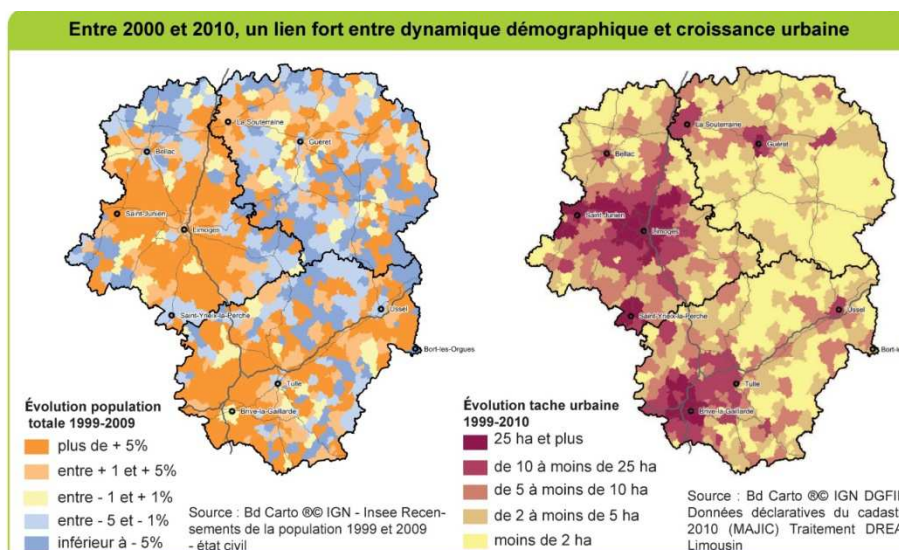 Entre 2000 et 2010, un lien fort entre dynamique démographique et croissance urbaine
La Souterraine
Guéret
Bellac
Saint-Junien
Limoges
Saint-Yrieix-la-Perche
Ussel
Bort-les-Orgues
Tulle
Brive-la-Gaillarde
Évolution population
totale 1999-2009
plus de + 5%
entre + 1 et + 5%
entre - 1 et + 1%
entre - 5 et - 1%
inférieur à - 5%
Source : Bd Carto ®© IGN - Insee Recen-
sements de la population 1999 et 2009
- état civil
La Souterraine
Guéret
Bellac
Saint-Junien
Limoges
Saint-Yrieix-la-Perche
Ussel
Bort-le
Tulle
Brive-la-Gaillarde
Évolution tache urbaine
1999-2010
25 ha et plus
de 10 à moins de 25 ha
de 5 à moins de 10 ha
de 2 à moins de 5 ha
moins de 2 ha
Source : Bd Carto ®© IGN DGFII
Données déclaratives du cadast
2010 (MAJIC) Traitement DREA
Limousin